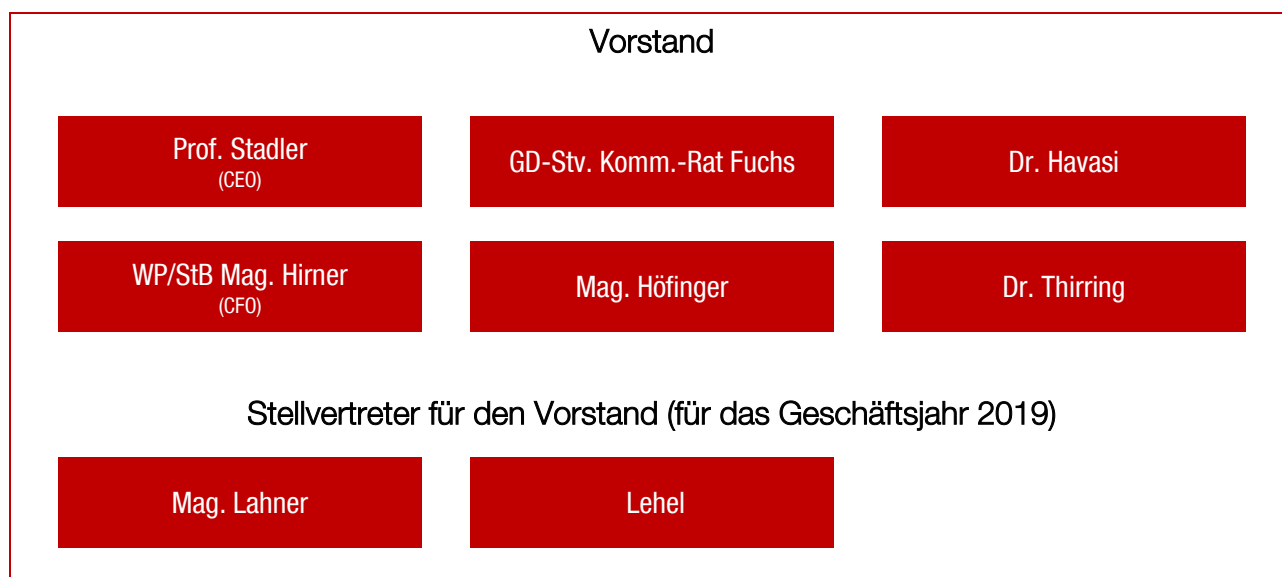 Vorstand
Prof. Stadler
(CEO)
GD-Stv. Komm.-Rat Fuchs
Dr. Havasi
WP/StB Mag. Hirner
(CFO)
Mag. Höfinger
Dr. Thirring
Stellvertreter für den Vorstand (für das Geschäftsjahr 2019)
Mag. Lahner
Lehel